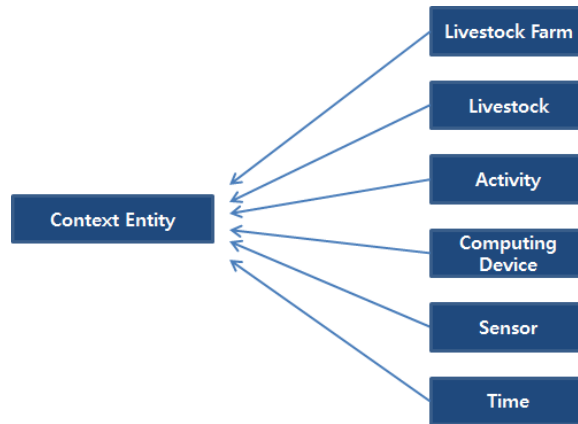 Livestock Farm
Livestock
Activity
Context Entity
Computing
Device
Sensor
Time